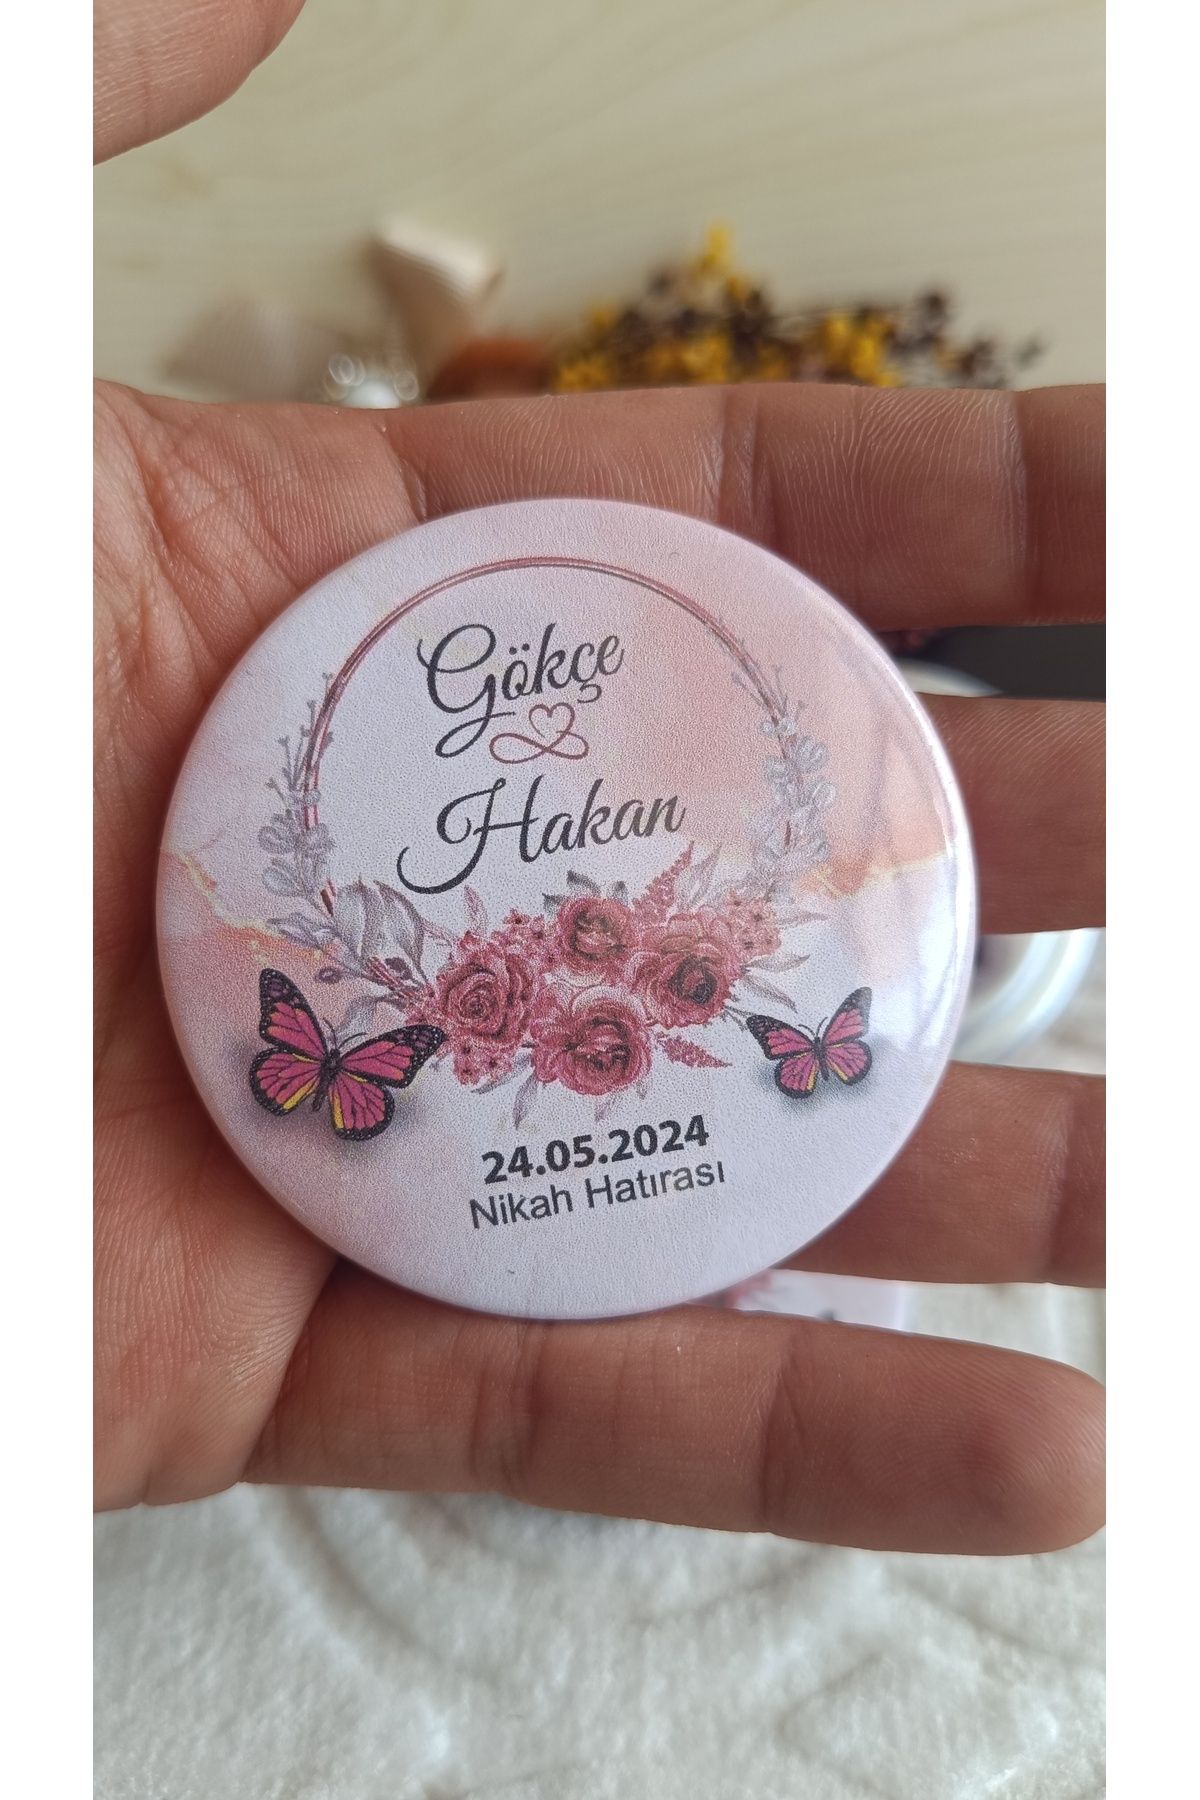 Gökçe
Hakan
24.05.2024
Nikah Hatırası